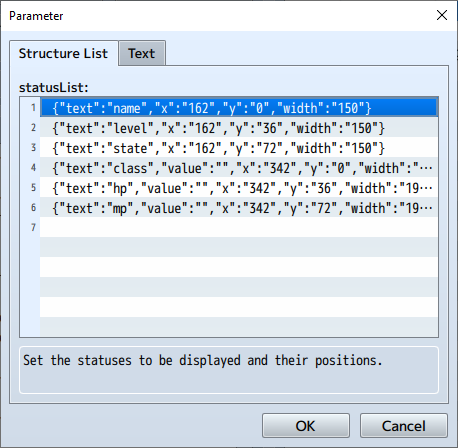 Parameter
Structure List
Text
statusList:
1 {"text":"name","x":"162","y":"0","width":"150"}
2 {"text":"level","x":"162","y":"36","width":"150"}
3 {"text":"state","x":"162","y":"72","width":"150"}
4 {"text":"class","value":"","x":"342","y":"0","width":"…
5 {"text":"hp","value":"","x":"342","y":"36","width":"19…
6 {"text":"mp","value":"","x":"342","y":"72","width":"19…
7
Set the statuses to be displayed and their positions.
OK
Cancel